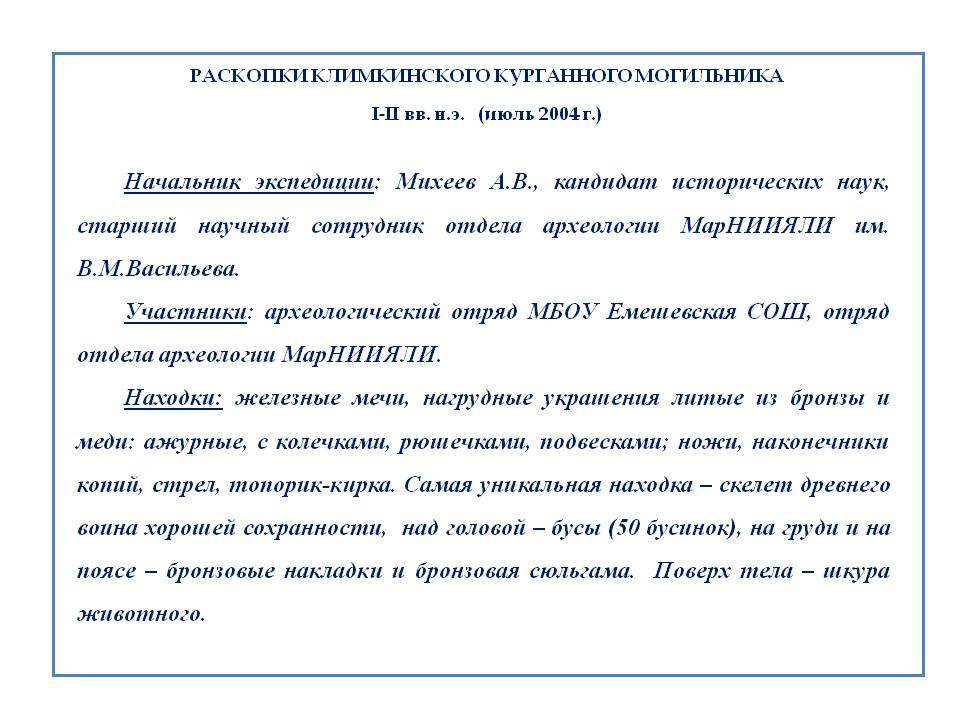 РАСКОПКИ КЛИМКИНСКОГО КУРГАННОГО МОГИЛЬНИКА
I-II вв. н.э. (июль 2004 г.)
Начальник экспедиции: Михеев А.В., кандидат исторических наук,
старший научный сотрудник отдела археологии МарНИИЯЛИ им.
В.М.Васильева.
Участники: археологический отряд МБОУ Емешевская СОШ, отряд
отдела археологии МарНИИЯЛИ.
Находки: железные мечи, нагрудные украшения литые из бронзы и
меди: ажурные, с колечками, рюшечками, подвесками; ножи, наконечники
копий, стрел, топорик-кирка. Самая уникальная находка – скелет древнего
воина хорошей сохранности, над головой – бусы (50 бусинок), на груди и на
поясе – бронзовые накладки и бронзовая сюльгама. Поверх тела – шкура
животного.